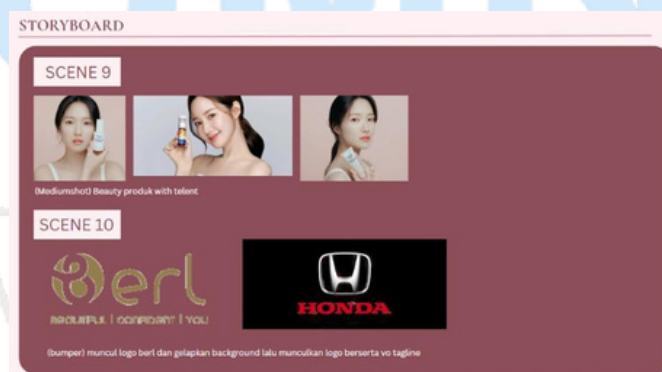 STORYBOARD
SCENE 9
(Mediumshot) Beauty produk with telent
SCENE 10
Berl
BEAUTIFUL | CONFIDENT | YOU
HONDA
(bumper) muncul logo berl dan gelapkan background lalu munculkan logo berserta vo tagline